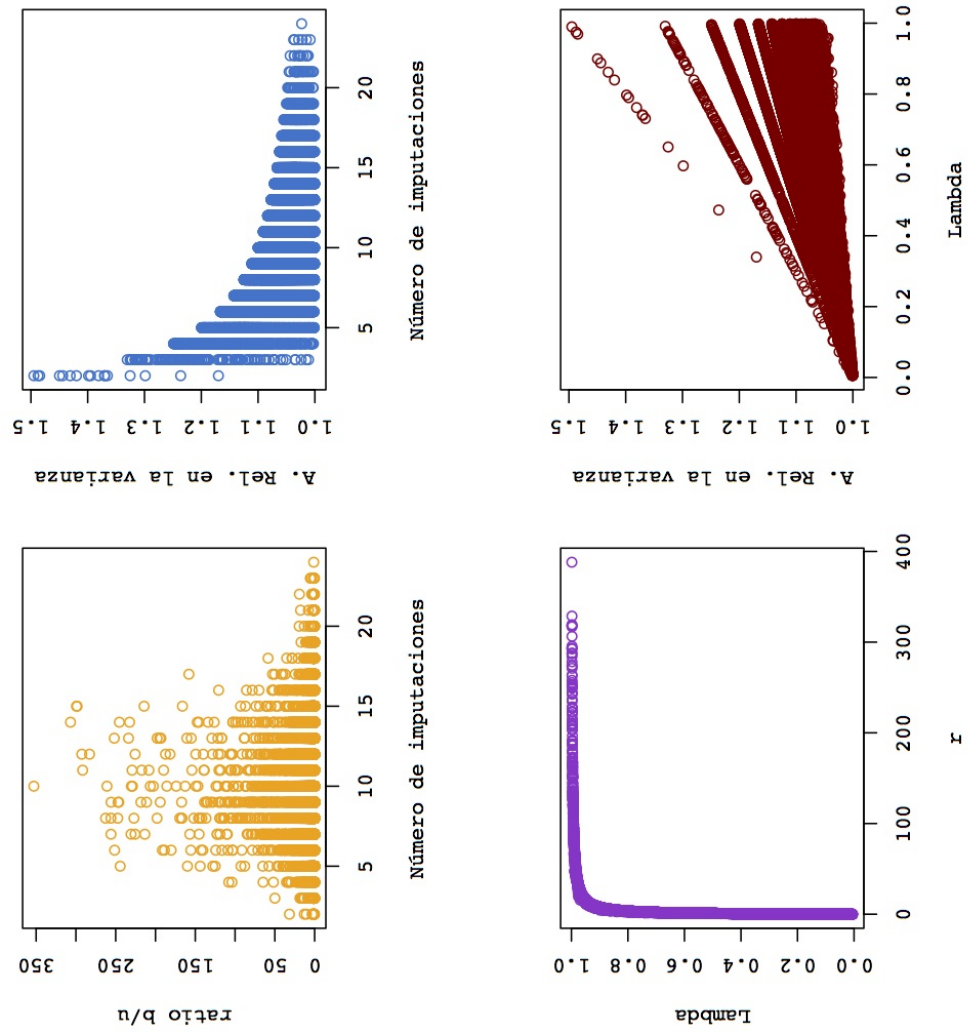 ratio b/u
0 50 150 250 350
5 10 15 20
Número de imputaciones
A. Rel. en la varianza
1.0 1.1 1.2 1.3 1.4 1.5
5 10 15 20
Número de imputaciones
Lambda
0.0 0.2 0.4 0.6 0.8 1.0
0 100 200 300 400
r
A. Rel. en la varianza
1.0 1.1 1.2 1.3 1.4 1.5
0.0 0.2 0.4 0.6 0.8 1.0
Lambda